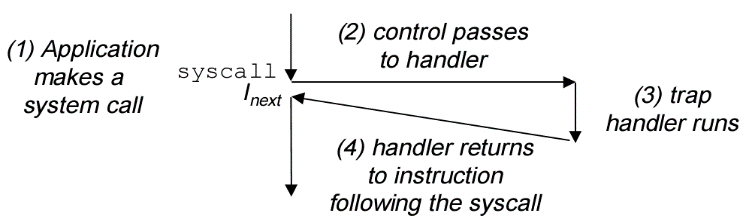 (1) Application
makes a
system call
syscall
Inext
(2) control passes
to handler
(3) trap
handler runs
(4) handler returns
to instruction
following the syscall